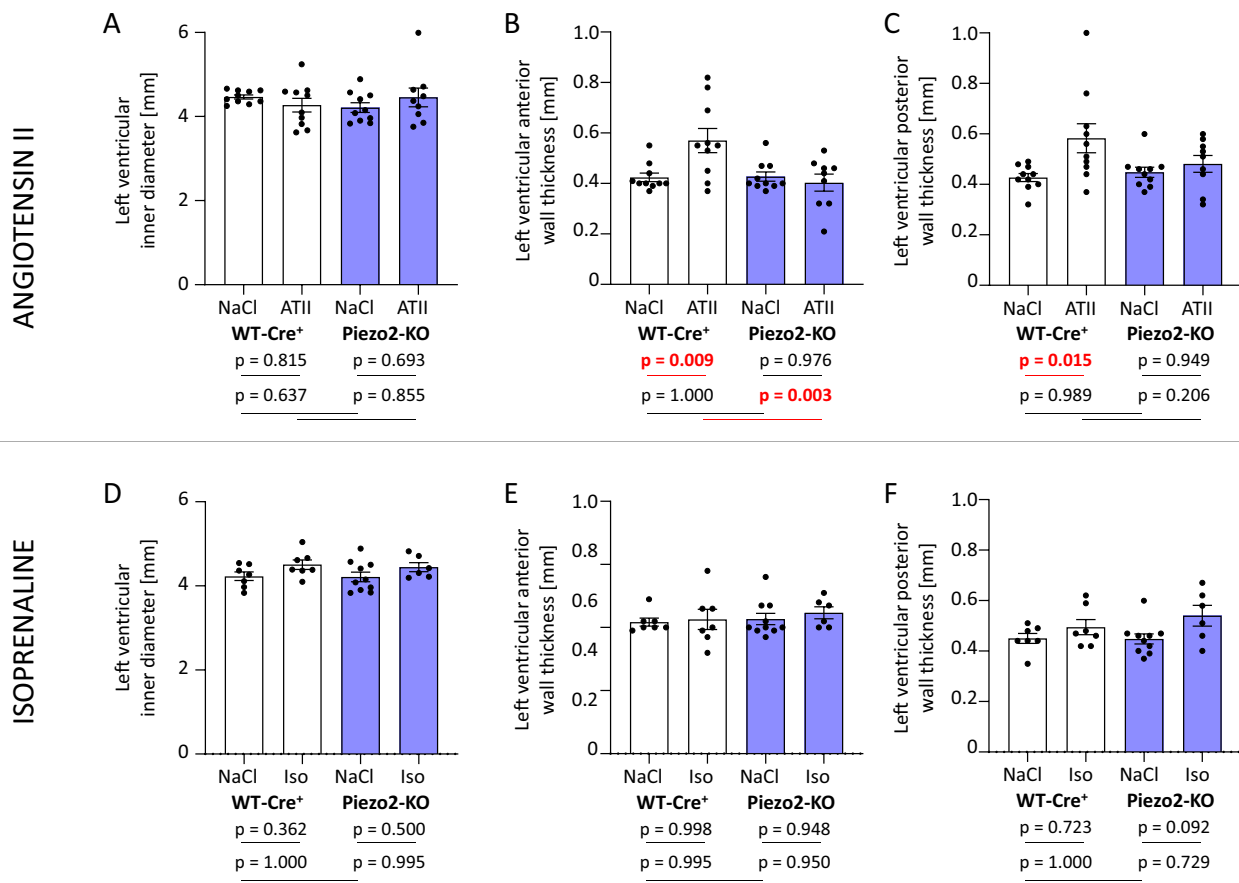 ANGIOTENSIN II
A
Left ventricular
inner diameter [mm]
6
4
2
0
NaCl ATII NaCl ATII
WT-Cre⁺ Piezo2-KO
p = 0.815 p = 0.693
p = 0.637 p = 0.855
B
Left ventricular anterior
wall thickness [mm]
1.0
0.8
0.6
0.4
0.2
0
NaCl ATII NaCl ATII
WT-Cre⁺ Piezo2-KO
p = 0.009 p = 0.976
p = 1.000 p = 0.003
C
Left ventricular posterior
wall thickness [mm]
1.0
0.8
0.6
0.4
0.2
0
NaCl ATII NaCl ATII
WT-Cre⁺ Piezo2-KO
p = 0.015 p = 0.949
p = 0.989 p = 0.206
ISOPRENALINE
D
Left ventricular
inner diameter [mm]
6
4
2
0
NaCl Iso NaCl Iso
WT-Cre⁺ Piezo2-KO
p = 0.362 p = 0.500
p = 1.000 p = 0.995
E
Left ventricular anterior
wall thickness [mm]
1.0
0.8
0.6
0.4
0.2
0
NaCl Iso NaCl Iso
WT-Cre⁺ Piezo2-KO
p = 0.998 p = 0.948
p = 0.995 p = 0.950
F
Left ventricular posterior
wall thickness [mm]
1.0
0.8
0.6
0.4
0.2
0
NaCl Iso NaCl Iso
WT-Cre⁺ Piezo2-KO
p = 0.723 p = 0.092
p = 1.000 p = 0.729